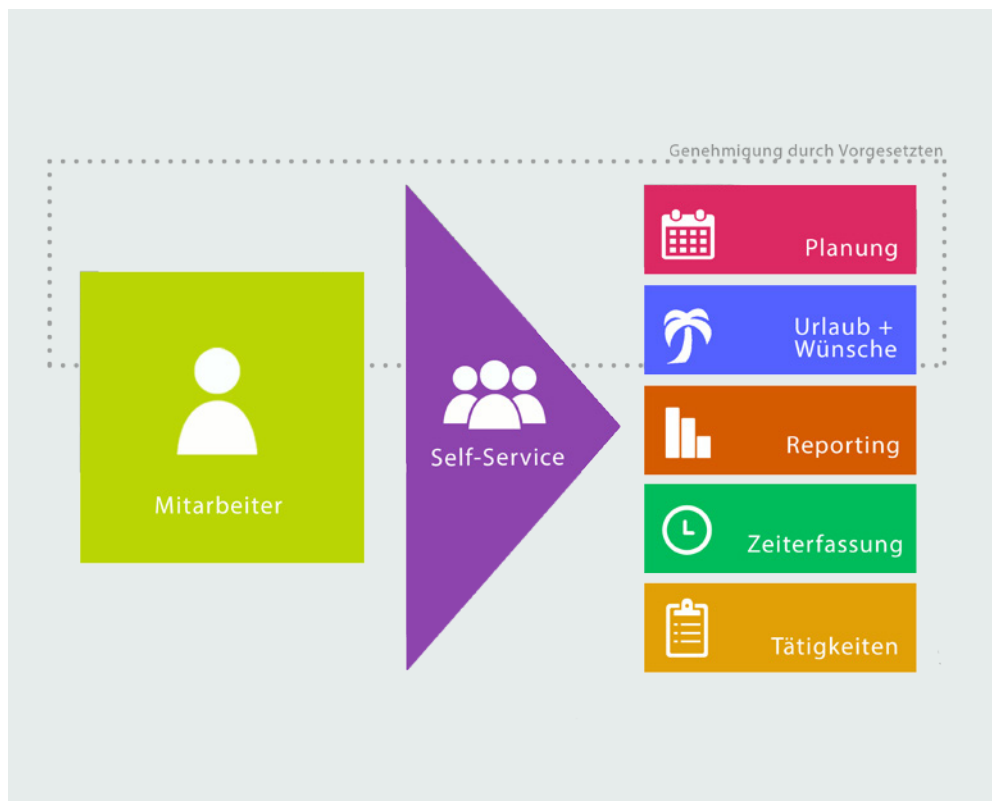 Genehmigung durch Vorgesetzten
Mitarbeiter
Self-Service
Planung
Urlaub +
Wünsche
Reporting
Zeiterfassung
Tätigkeiten